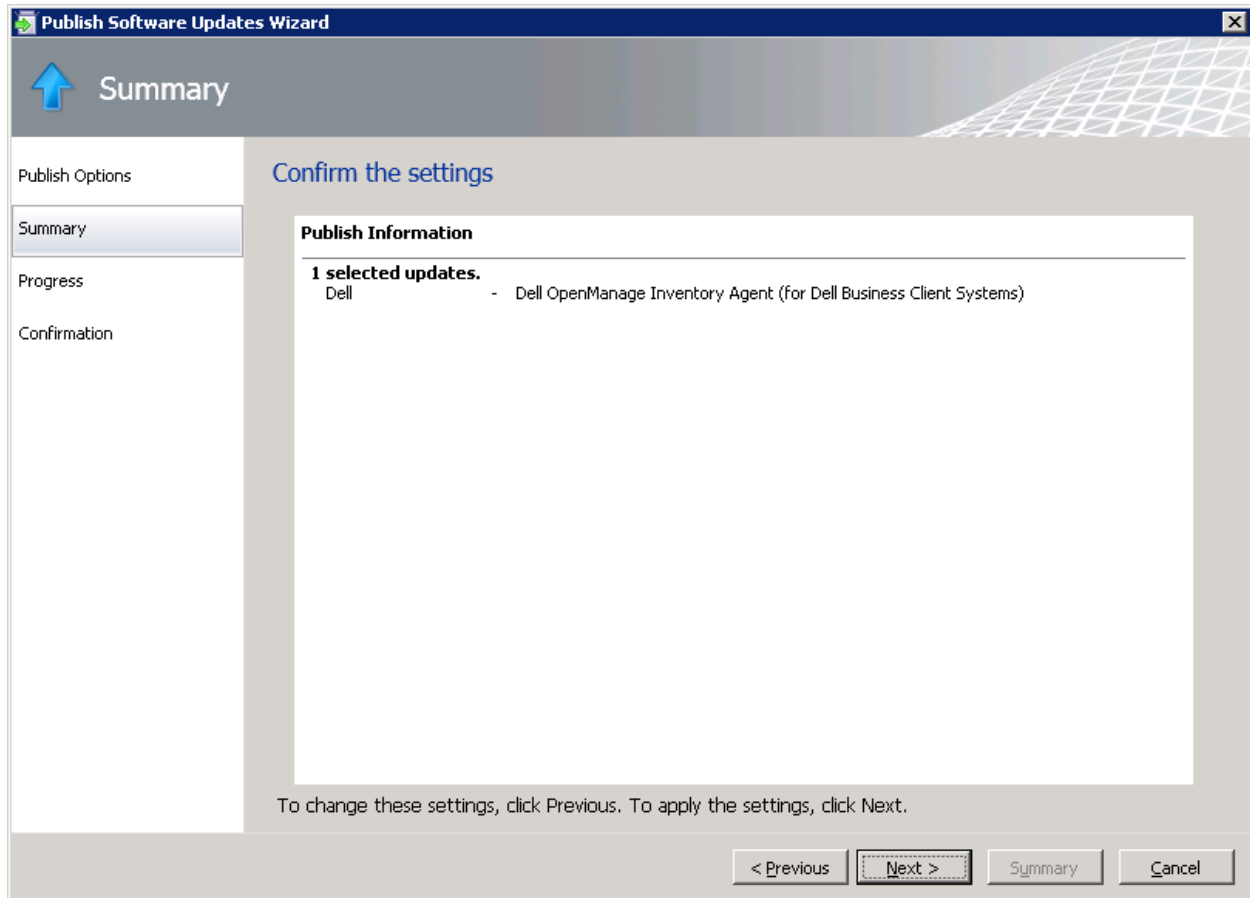 Publish Software Updates Wizard
Summary
Publish Options
Summary
Progress
Confirmation
Confirm the settings
Publish Information
1 selected updates.
Dell - Dell OpenManage Inventory Agent (for Dell Business Client Systems)
To change these settings, click Previous. To apply the settings, click Next.
< Previous Next > Summary Cancel